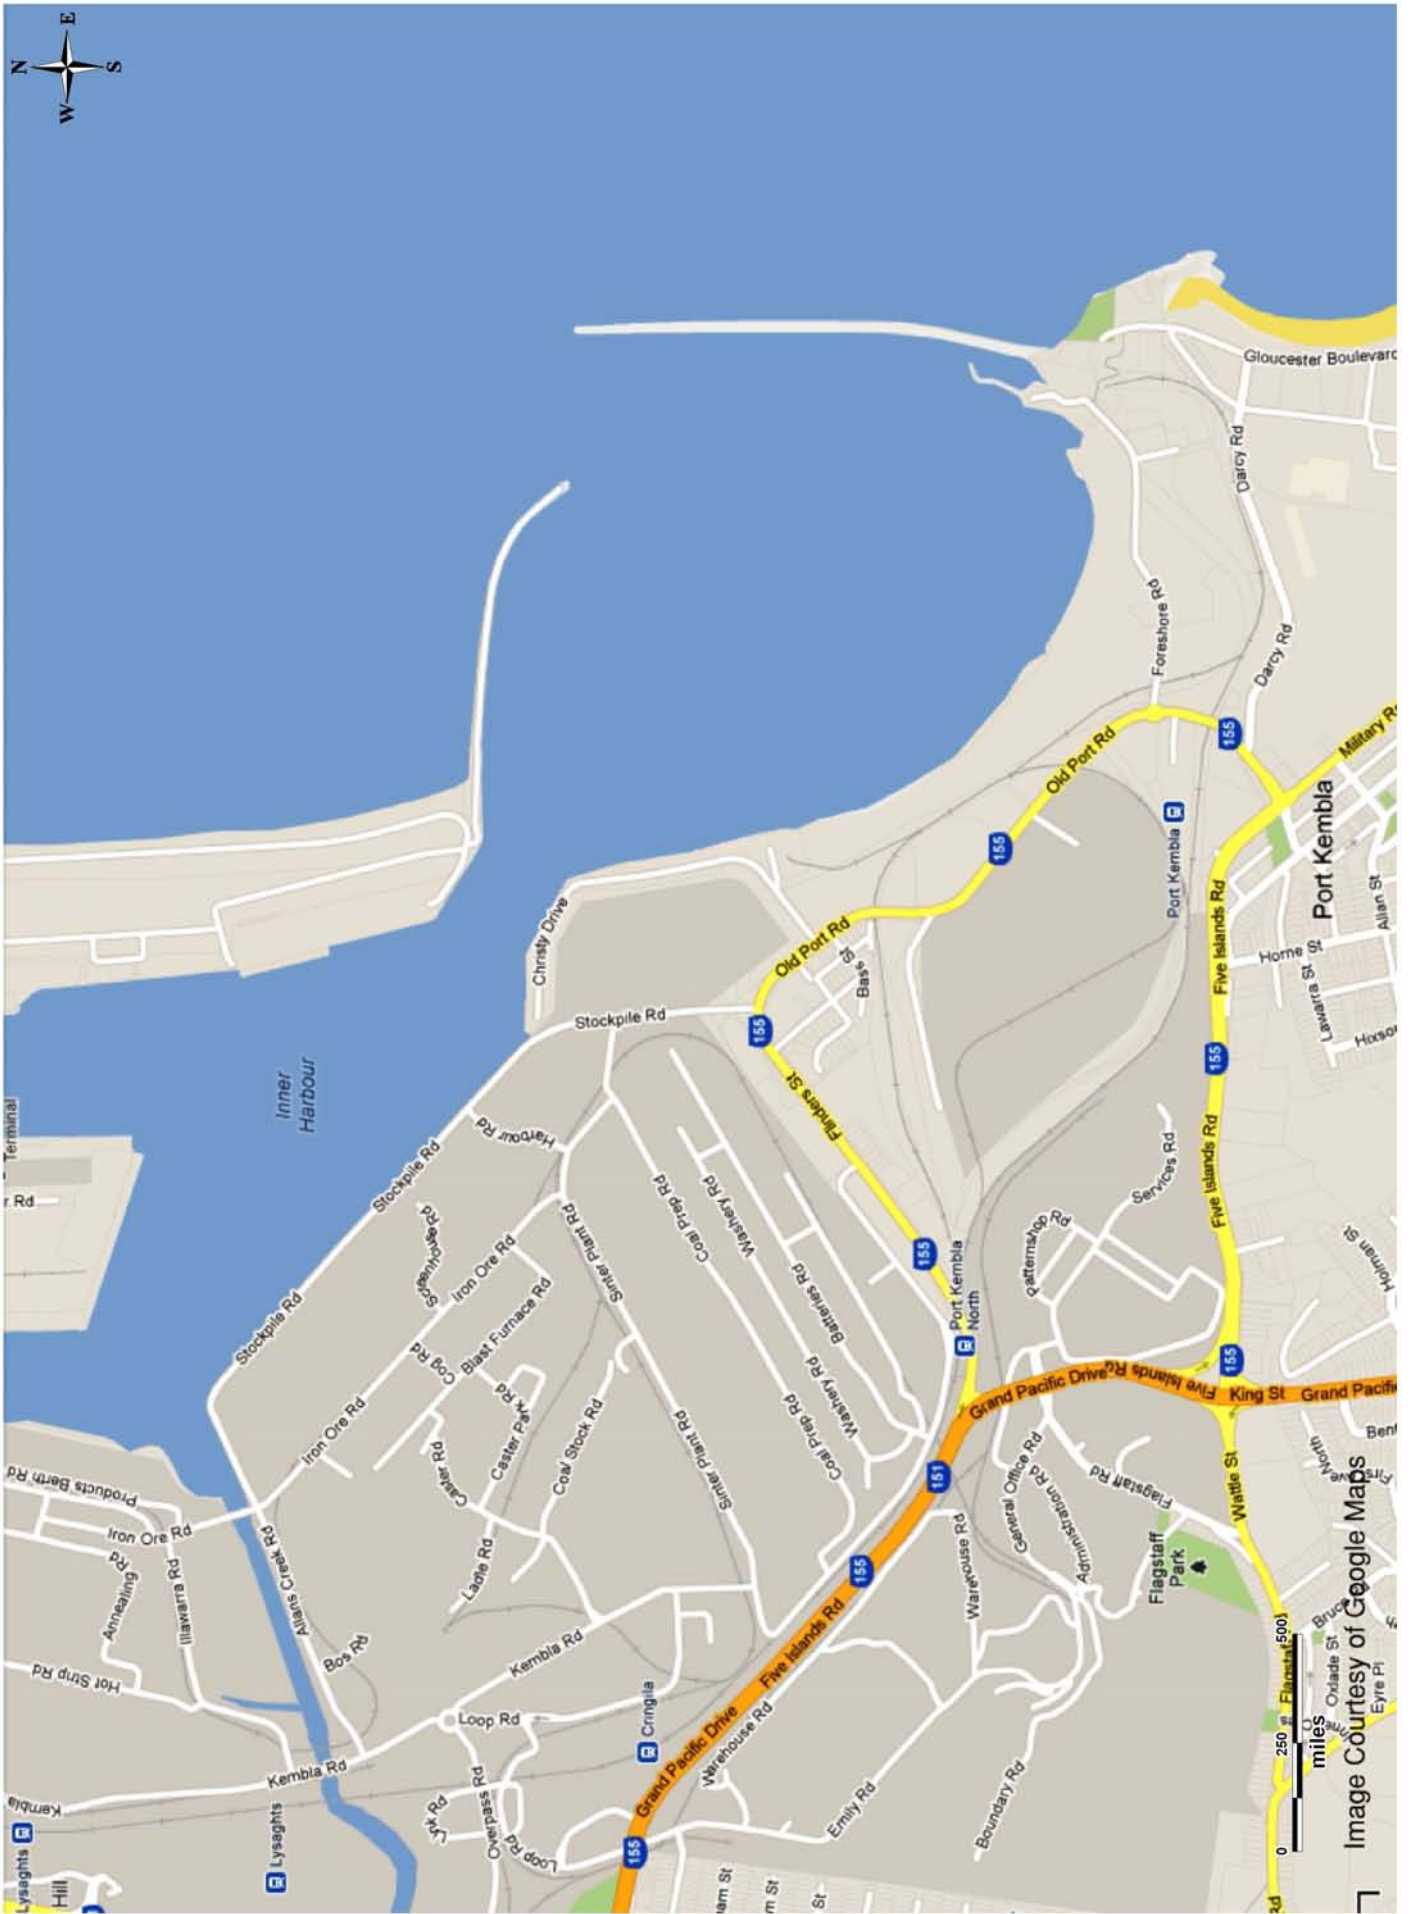 N
E
S
W
Lysaghts
Hill
Kembla
r Rd
Terminal
Hot Strip Rd
Products Berth Rd
Annealing Rd
Iron Ore Rd
Illawarra Rd
Lysaghts
Kembla Rd
Allans Creek Rd
Stockpile Rd
Inner
Harbour
Bos Rd
Iron Ore Rd
Stockpile Rd
Lynx Rd
Overpass Rd
Loop Rd
Loop Rd
Kembla Rd
Ladle Rd
Caster Rd
Cog Rd
Caster Park Rd
Blast Furnace Rd
Iron Ore Rd
Screenhouse Rd
Harbour Rd
Christy Drive
Coal Stock Rd
Sinter Plant Rd
Stockpile Rd
155
Cringila
Grand Pacific Drive
Warehouse Rd
Five Islands Rd
Sinter Plant Rd
Coal Prep Rd
Washery Rd
Coal Prep Rd
Washery Rd
Batteries Rd
155
Flinders St
Old Port Rd
Bass St
Emily Rd
155
151
155
Port Kembla
North
Warehouse Rd
Boundary Rd
General Office Rd
Administration Rd
Grand Pacific Drive
Five Islands Rd
Patternshop Rd
Services Rd
155
Old Port Rd
Foreshore Rd
Flagstaff Rd
Flagstaff
Park
Port Kembla
Wattle St
155
Five Islands Rd
155
Five Islands Rd
155
Darcy Rd
Darcy Rd
Gloucester Boulevard
King St
Grand Pacific
Horne St
Lawarra St
Port Kembla
Military Rd
Allan St
Holman St
Oxlade St
Eyre Pl
0
250
500
miles
Image Courtesy of Google Maps